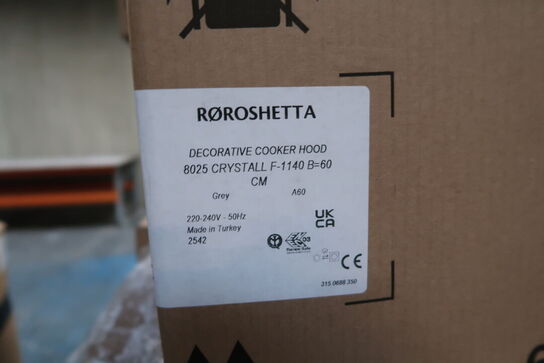 RØROSHETTA
DECORATIVE COOKER HOOD
8025 CRYSTALL F-1140 B=60
CM
Grey A60
220-240V - 50Hz
Made in Turkey
2542
UK
CA
CE
315 0688 350